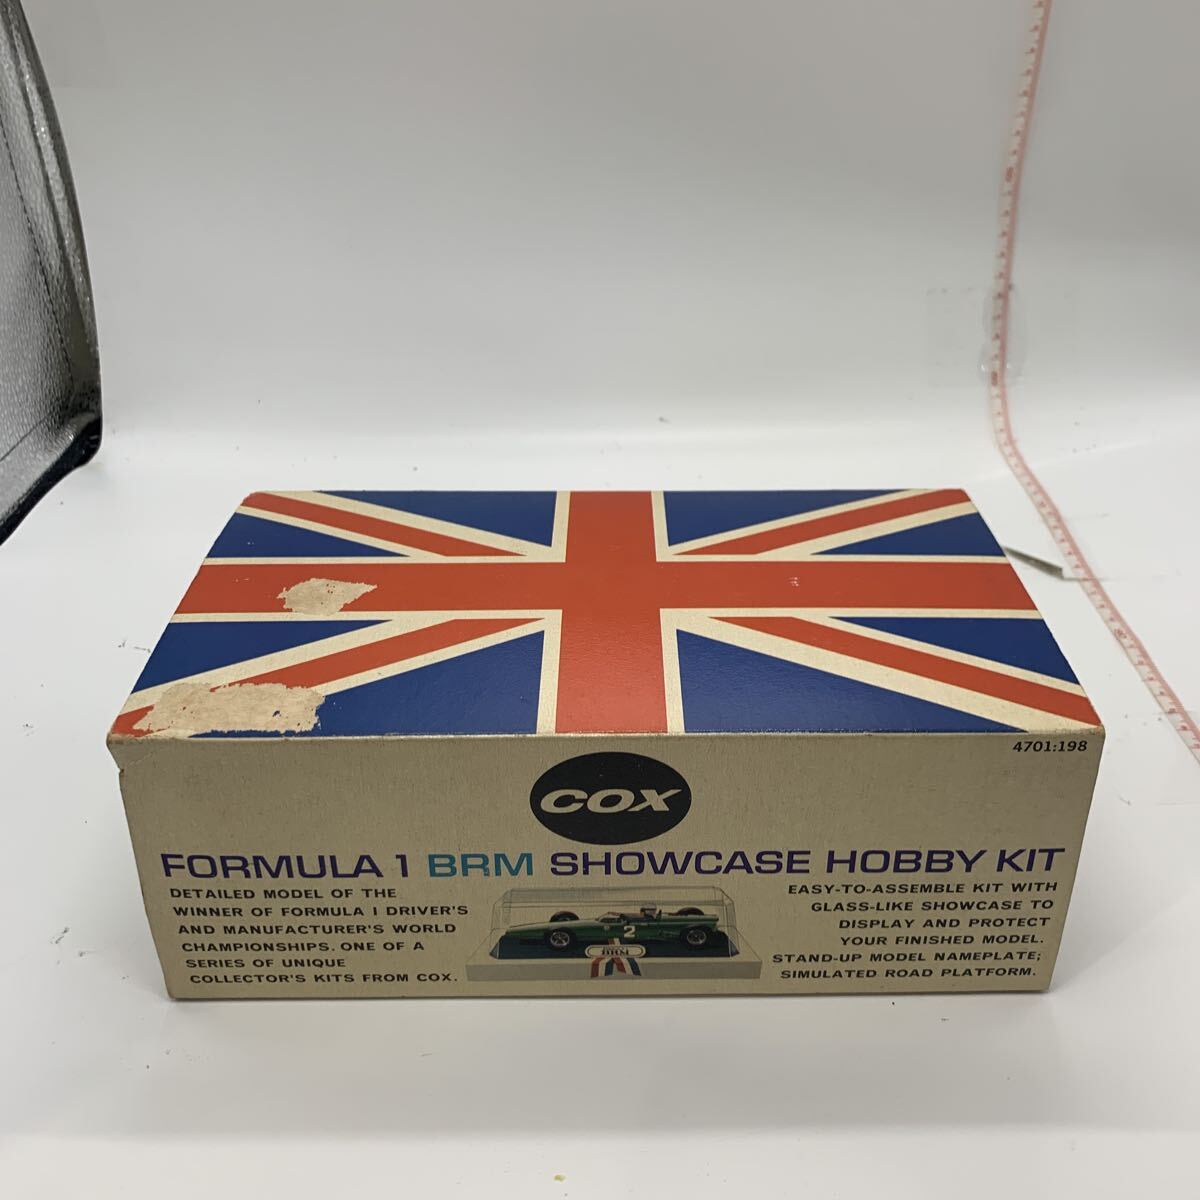 4701:198
COX
FORMULA 1 BRM SHOWCASE HOBBY KIT
DETAILED MODEL OF THE
WINNER OF FORMULA I DRIVER'S
AND MANUFACTURER'S WORLD
CHAMPIONSHIPS. ONE OF A
SERIES OF UNIQUE
COLLECTOR'S KITS FROM COX.
2
BRM
EASY-TO-ASSEMBLE KIT WITH
GLASS-LIKE SHOWCASE TO
DISPLAY AND PROTECT
YOUR FINISHED MODEL.
STAND-UP MODEL NAMEPLATE;
SIMULATED ROAD PLATFORM.